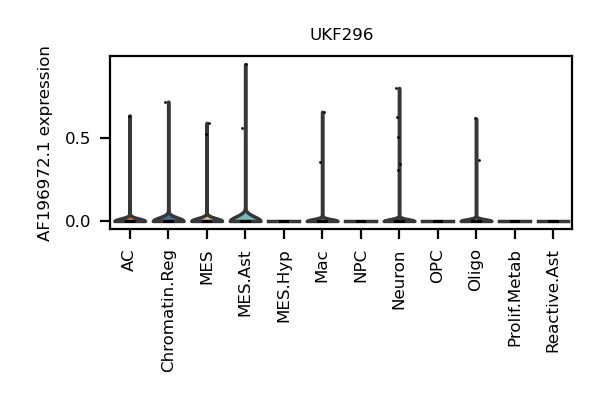 UKF296
AF196972.1 expression
0.5
0.0
AC
Chromatin.Reg
MES
MES.Ast
MES.Hyp
Mac
NPC
Neuron
OPC
Oligo
Prolif.Metab
Reactive.Ast